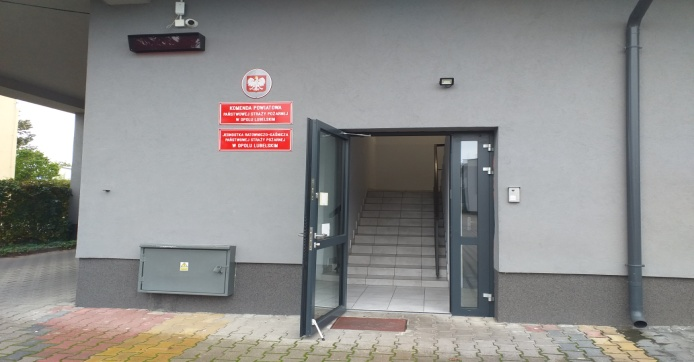 KOMENDA POWIATOWA
PAŃSTWOWEJ STRAŻY POŻARNEJ
W OPOLU LUBELSKIM
JEDNOSTKA RATOWNICZO-GAŚNICZA
PAŃSTWOWEJ STRAŻY POŻARNEJ
W OPOLU LUBELSKIM